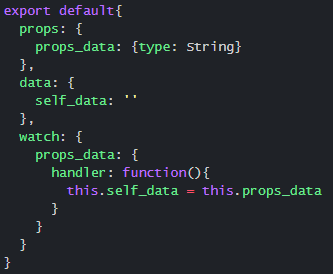 export default{
  props: {
    props_data: {type: String}
  },
  data: {
    self_data: ''
  },
  watch: {
    props_data: {
      handler: function(){
        this.self_data = this.props_data
      }
    }
  }
}